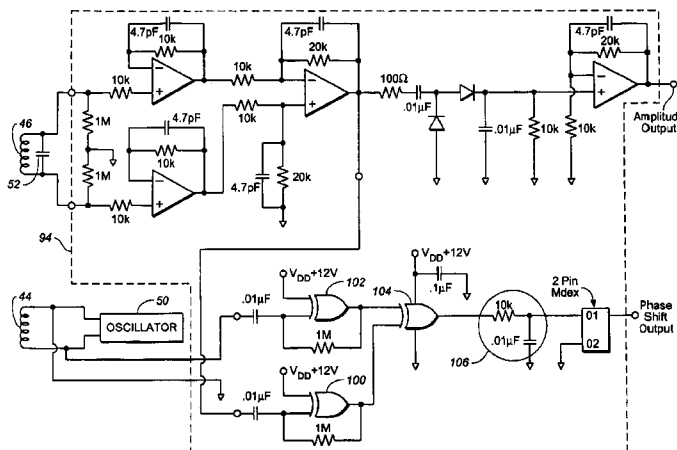 4.7pF
10k
4.7pF
20k
4.7pF
20k
10k
10k
100Ω
.01µF
.01µF
10k
10k
Amplitud
Output
46
1M
4.7pF
10k
10k
52
1M
10k
4.7pF
20k
94
VDD+12V
2 Pin
Mdex
44
50
OSCILLATOR
VDD+12V
102
104
.1µF
Phase
Shift
Output
.01µF
10k
01
1M
.01µF
02
106
VDD+12V
100
.01µF
1M